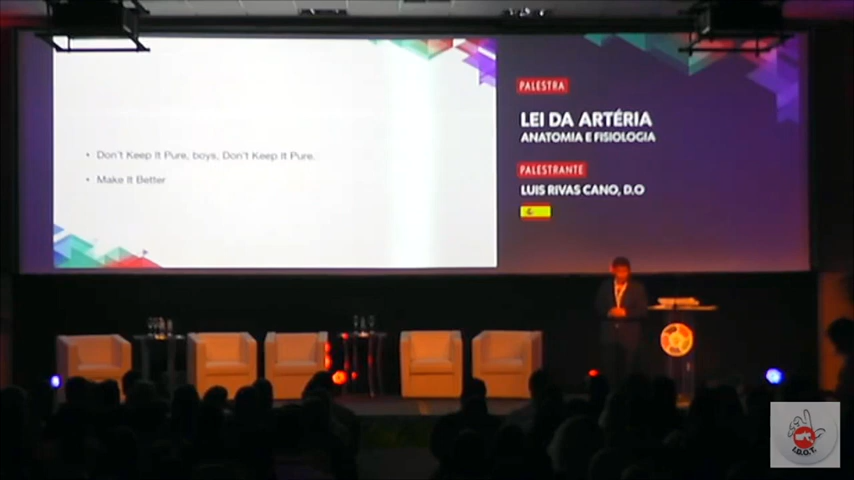 • Don't Keep It Pure, boys, Don't Keep It Pure.
• Make It Better
PALESTRA
LEI DA ARTÉRIA
ANATOMIA E FISIOLOGIA
PALESTRANTE
LUIS RIVAS CANO, D.O
I.D.O.T.